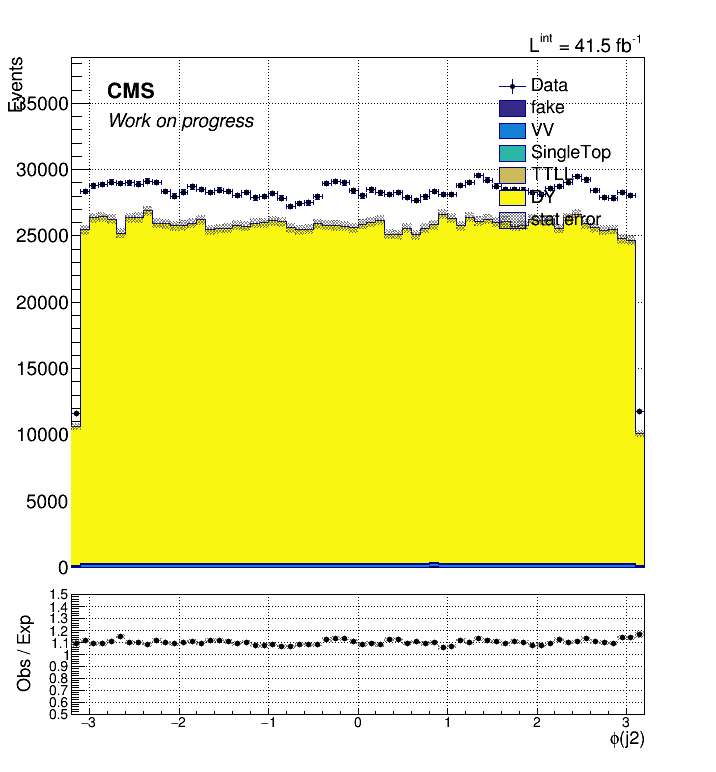 L^int = 41.5 fb^-1
Events
CMS
Work on progress
Data
fake
VV
SingleTop
TTLL
DY
stat error
35000
30000
25000
20000
15000
10000
5000
0
Obs / Exp
1.5
1.4
1.3
1.2
1.1
1
0.9
0.8
0.7
0.6
0.5
−3 −2 −1 0 1 2 3
ϕ(j2)